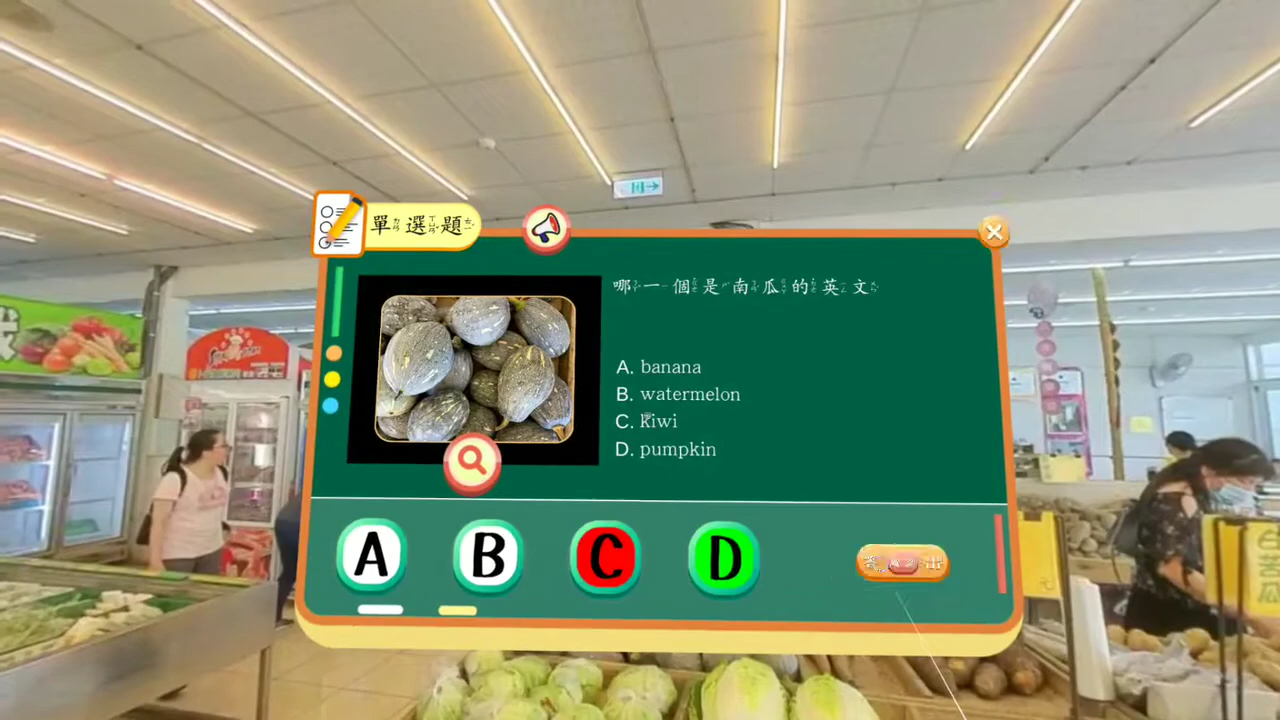 單選題
哪一個是南瓜的英文
A. banana
B. watermelon
C. kiwi
D. pumpkin
A
B
C
D